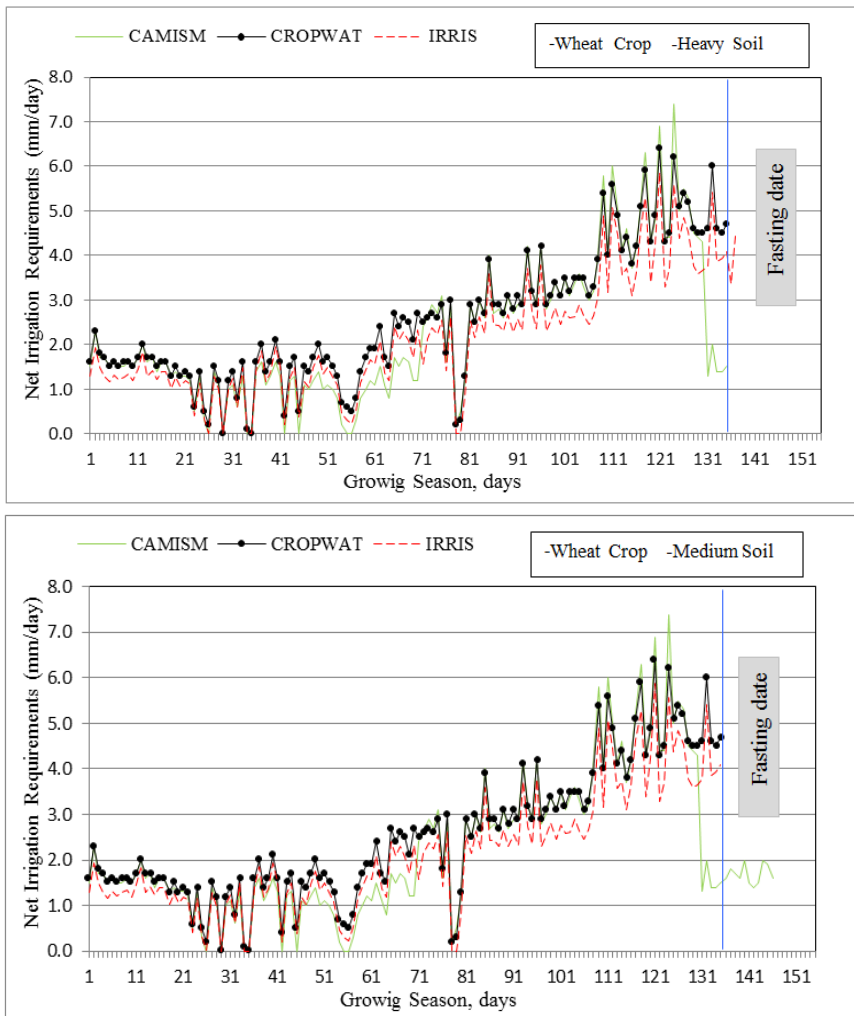 CAMISM CROPWAT IRRIS
-Wheat Crop -Heavy Soil
Net Irrigation Requirements (mm/day)
8.0
7.0
6.0
5.0
4.0
3.0
2.0
1.0
0.0
Fasting date
1 11 21 31 41 51 61 71 81 91 101 111 121 131 141 151
Growig Season, days
CAMISM CROPWAT IRRIS
-Wheat Crop -Medium Soil
Net Irrigation Requirements (mm/day)
8.0
7.0
6.0
5.0
4.0
3.0
2.0
1.0
0.0
Fasting date
1 11 21 31 41 51 61 71 81 91 101 111 121 131 141 151
Growig Season, days